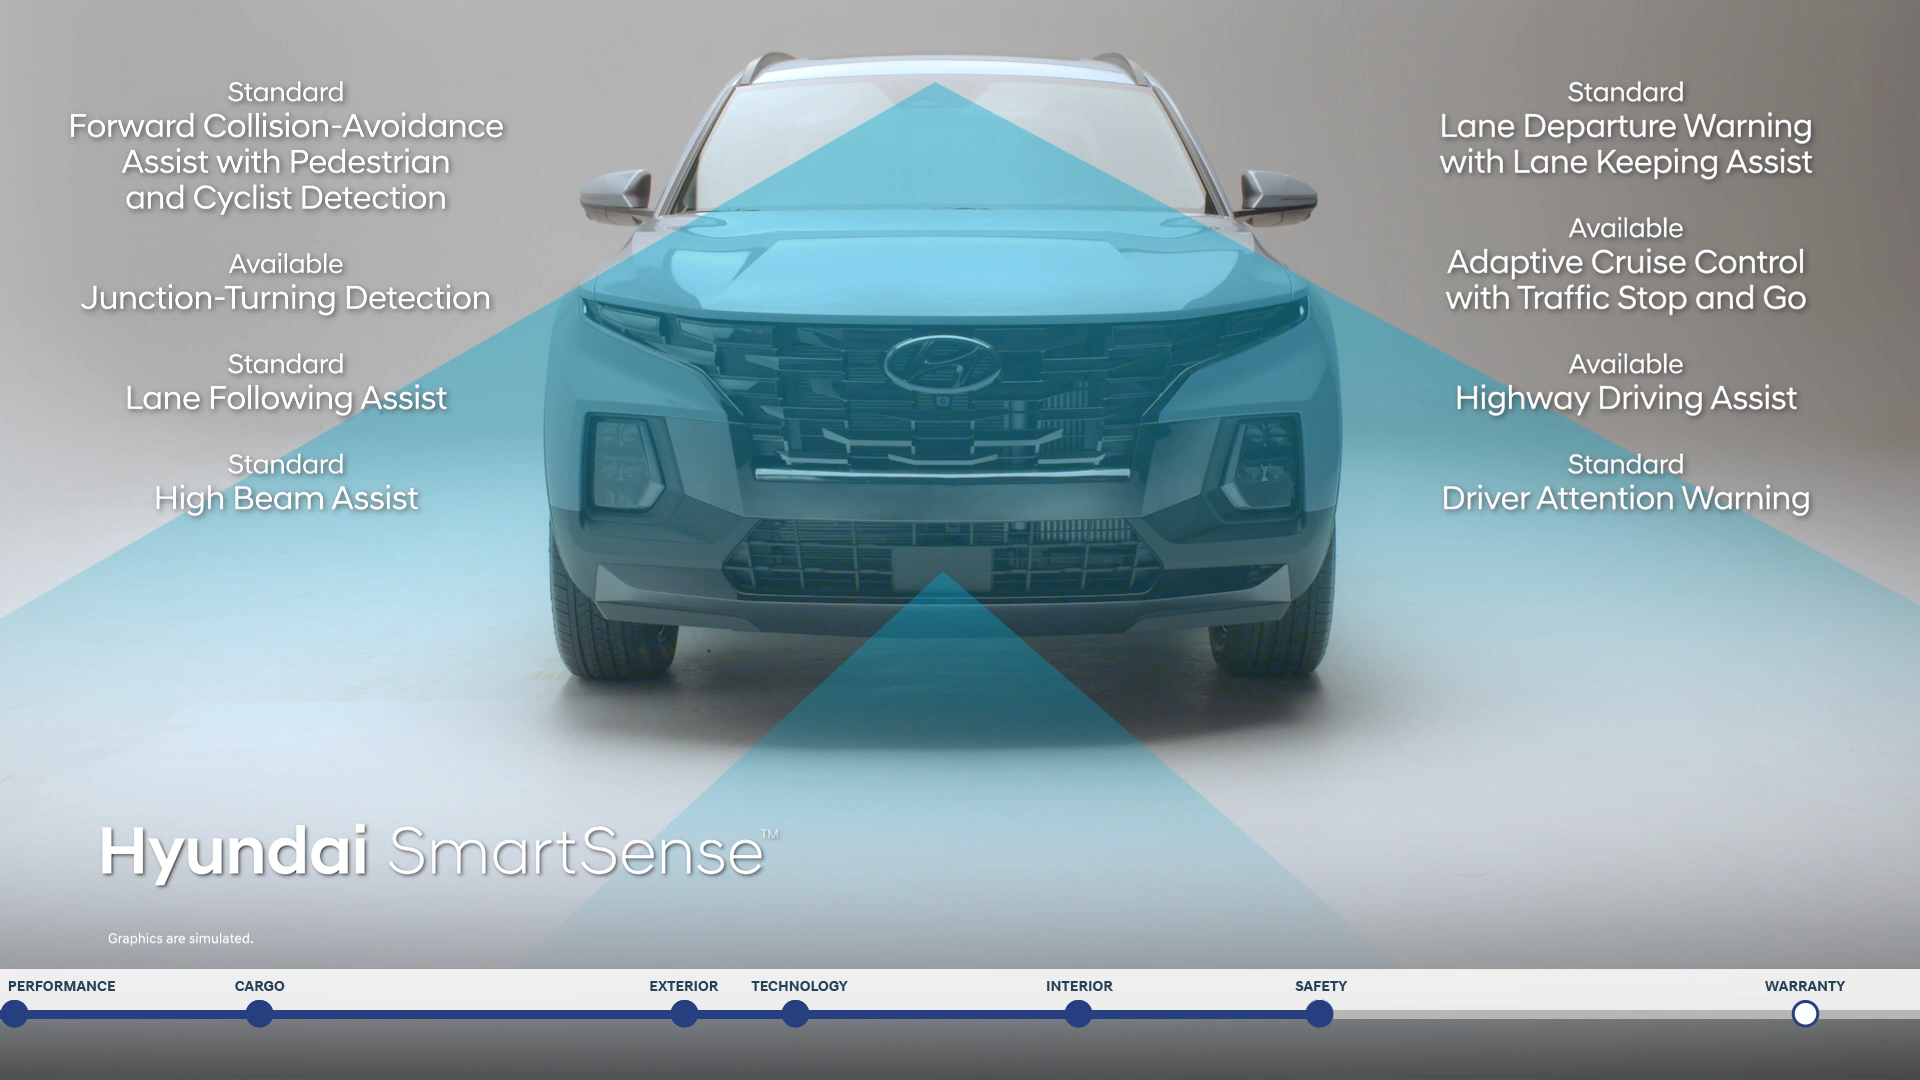 Standard
Forward Collision-Avoidance
Assist with Pedestrian
and Cyclist Detection
Available
Junction-Turning Detection
Standard
Lane Following Assist
Standard
High Beam Assist
Standard
Lane Departure Warning
with Lane Keeping Assist
Available
Adaptive Cruise Control
with Traffic Stop and Go
Available
Highway Driving Assist
Standard
Driver Attention Warning
Hyundai SmartSense™
Graphics are simulated.
PERFORMANCE
CARGO
EXTERIOR
TECHNOLOGY
INTERIOR
SAFETY
WARRANTY